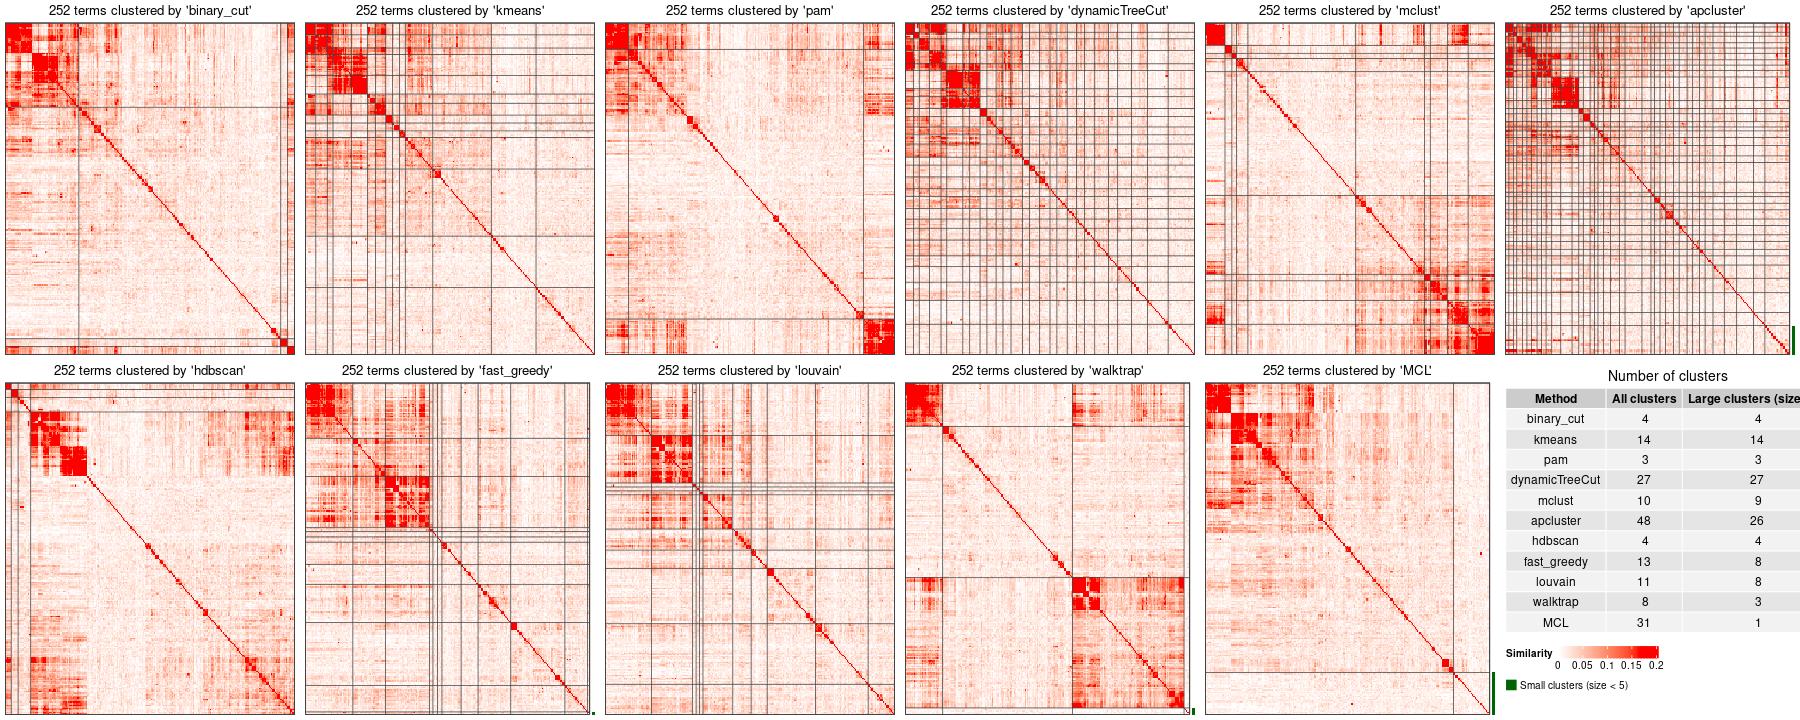 252 terms clustered by 'binary_cut'
252 terms clustered by 'kmeans'
252 terms clustered by 'pam'
252 terms clustered by 'dynamicTreeCut'
252 terms clustered by 'mclust'
252 terms clustered by 'apcluster'
252 terms clustered by 'hdbscan'
252 terms clustered by 'fast_greedy'
252 terms clustered by 'louvain'
252 terms clustered by 'walktrap'
252 terms clustered by 'MCL'
Number of clusters
Method All clusters Large clusters (size
binary_cut 4 4
kmeans 14 14
pam 3 3
dynamicTreeCut 27 27
mclust 10 9
apcluster 48 26
hdbscan 4 4
fast_greedy 13 8
louvain 11 8
walktrap 8 3
MCL 31 1
Similarity
0 0.05 0.1 0.15 0.2
Small clusters (size < 5)